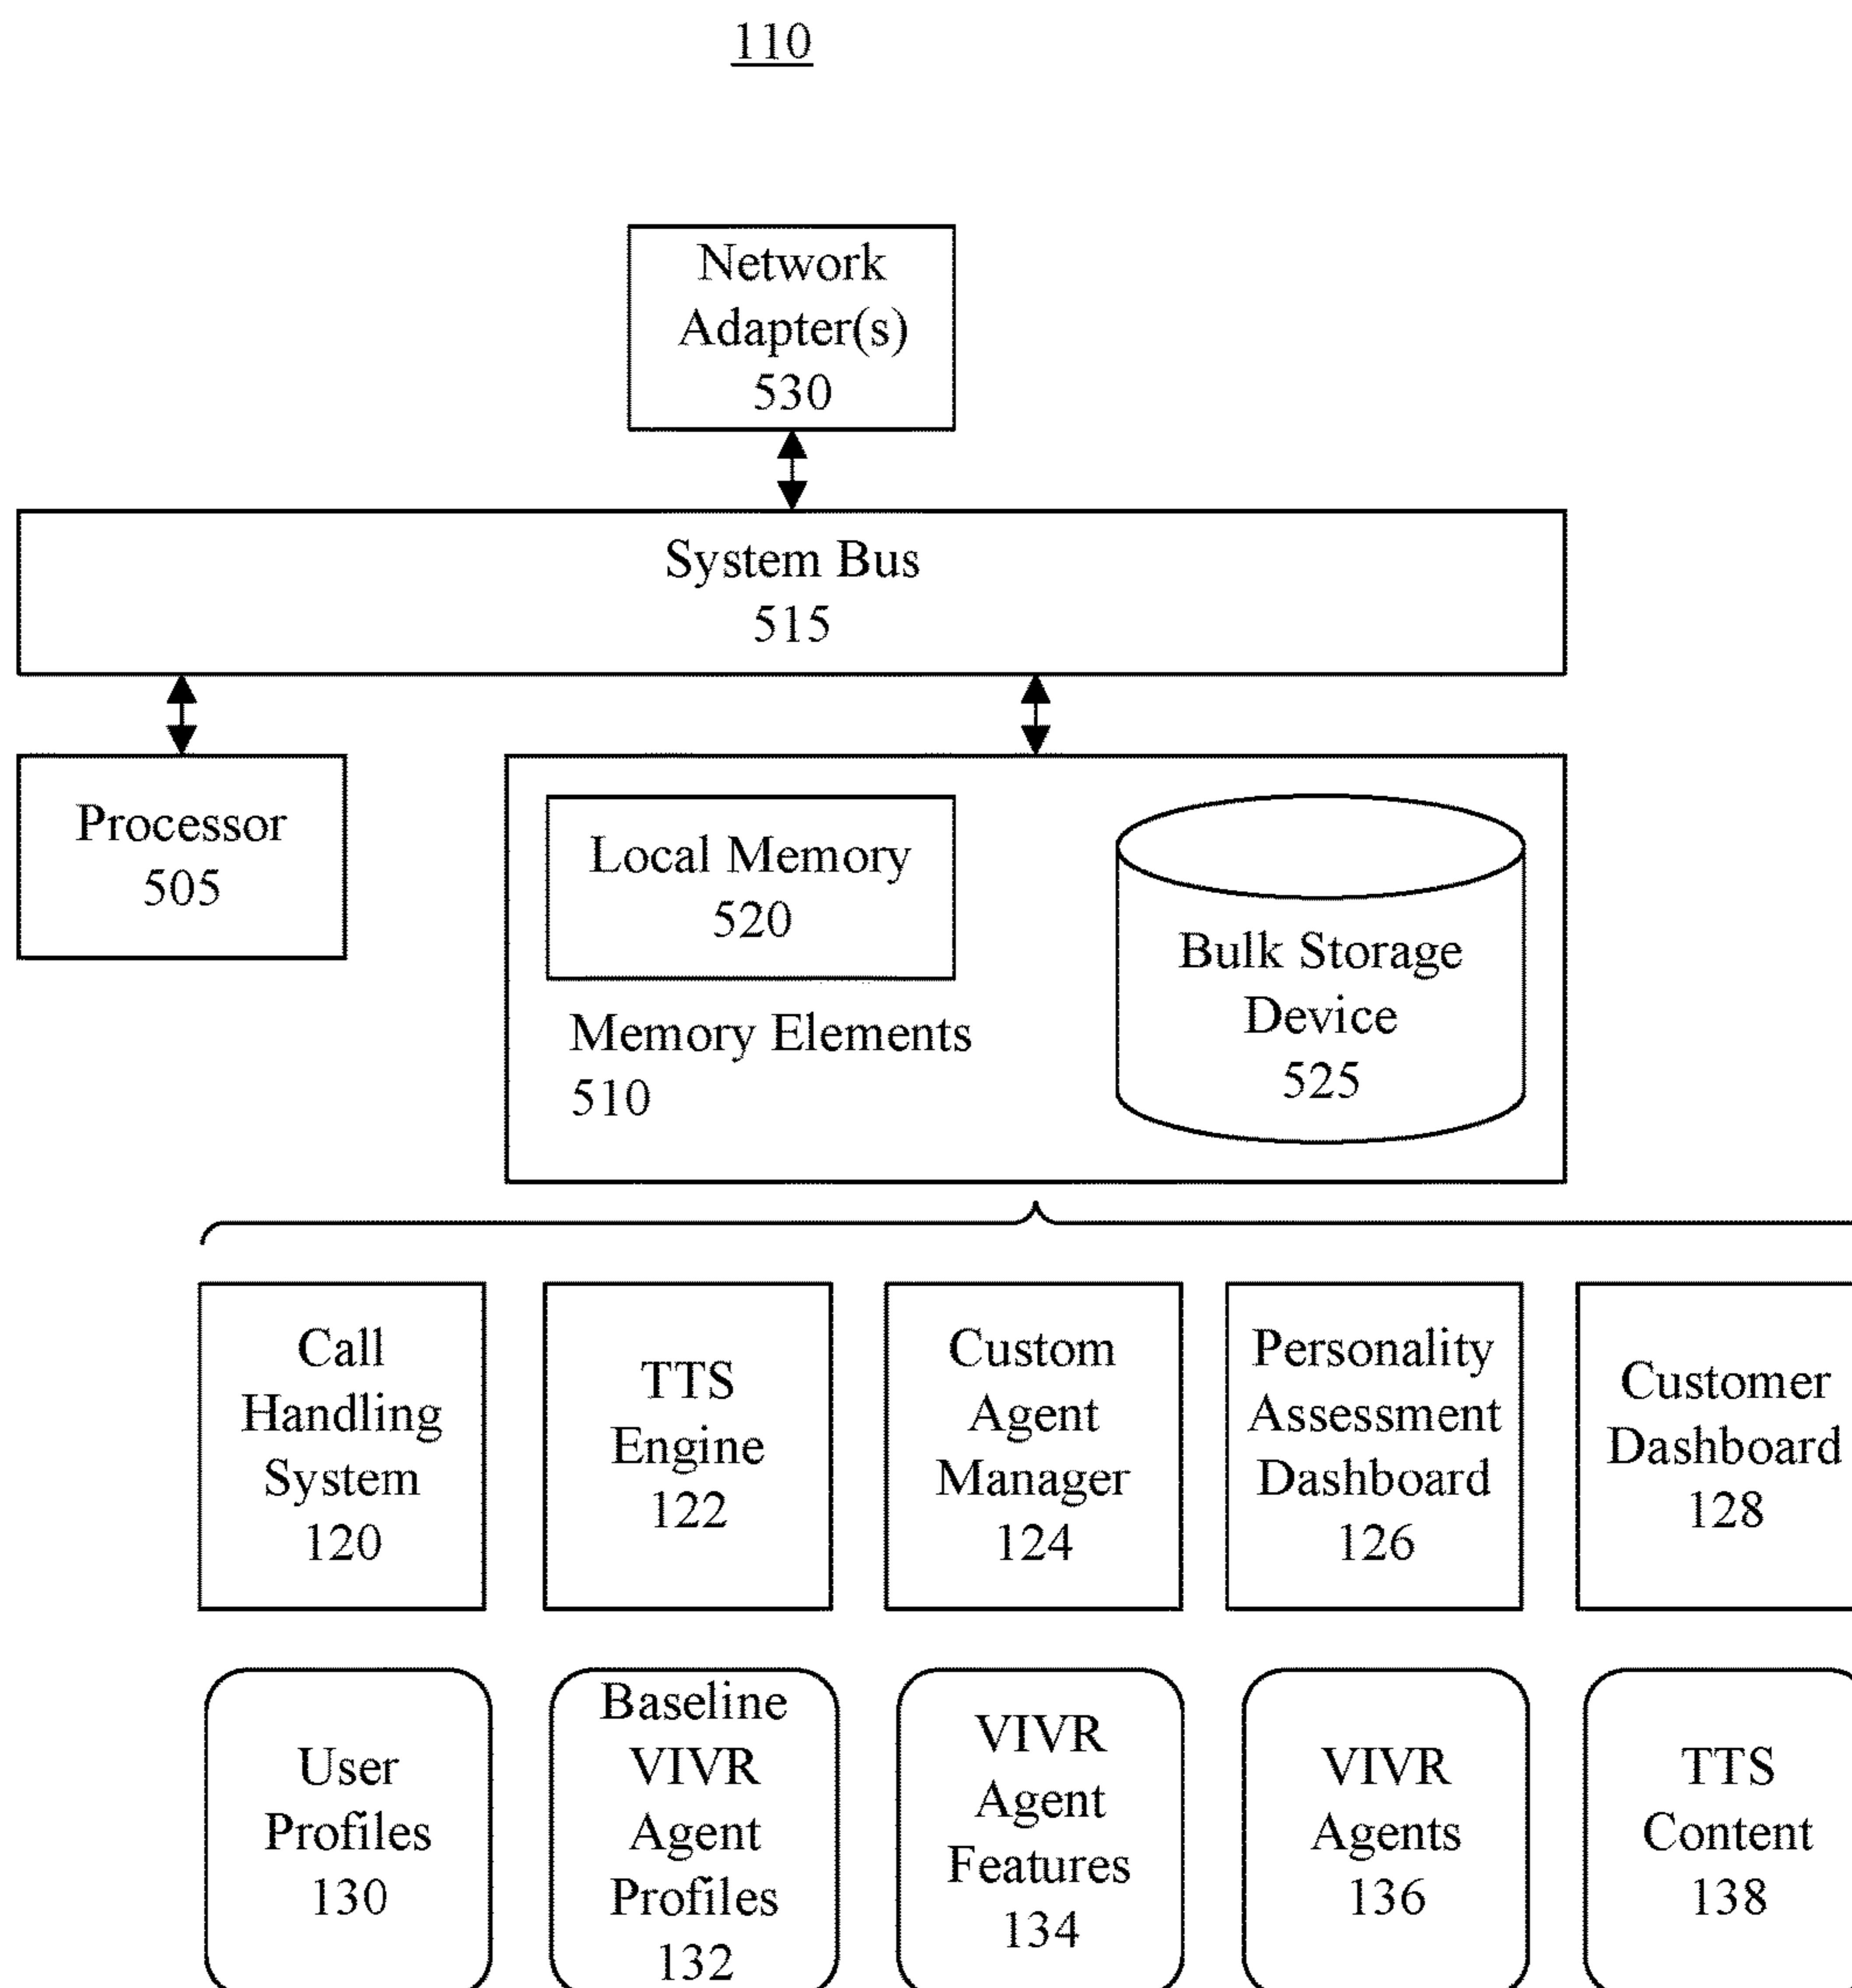 110
Network
Adapter(s)
530
System Bus
515
Processor
505
Local Memory
520
Memory Elements
510
Bulk Storage
Device
525
Call
Handling
System
120
TTS
Engine
122
Custom
Agent
Manager
124
Personality
Assessment
Dashboard
126
Customer
Dashboard
128
User
Profiles
130
Baseline
VIVR
Agent
Profiles
132
VIVR
Agent
Features
134
VIVR
Agents
136
TTS
Content
138